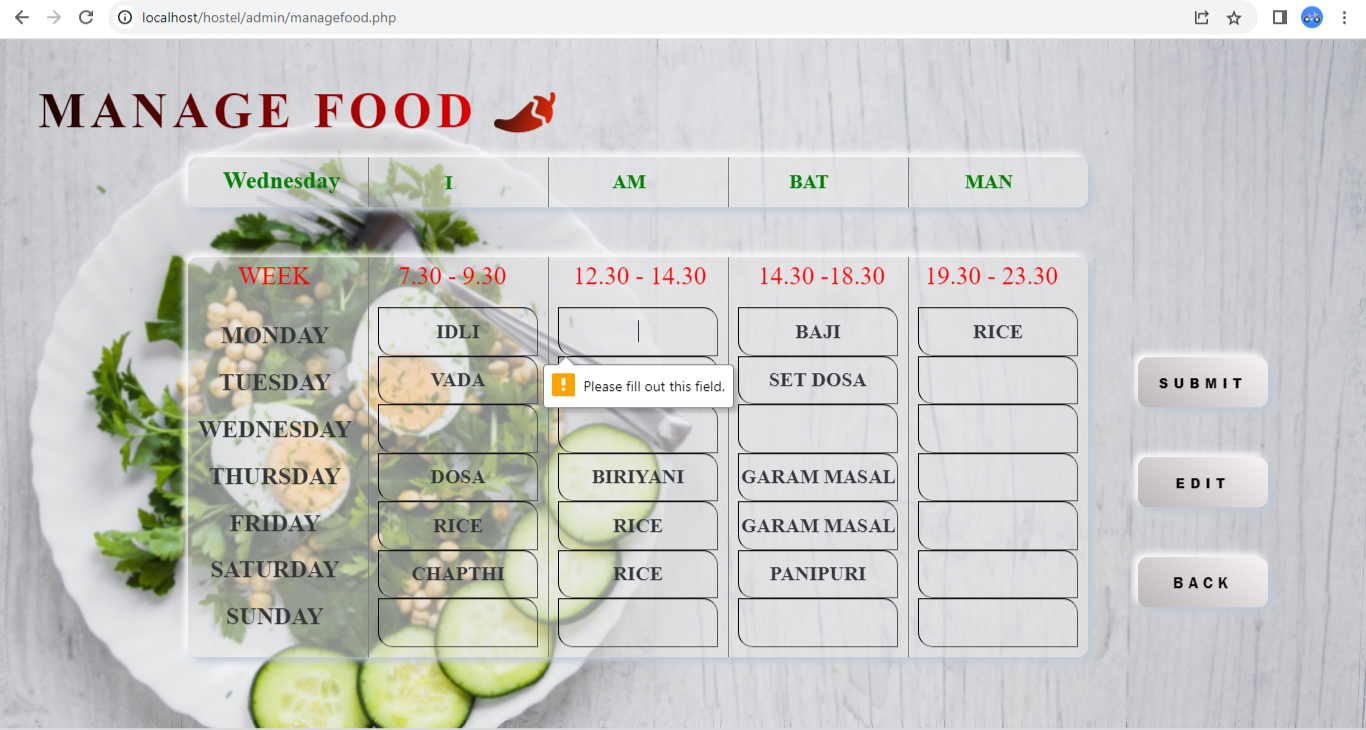 localhost/hostel/admin/managefood.php
MANAGE FOOD
Wednesday I AM BAT MAN
WEEK 7.30 - 9.30 12.30 - 14.30 14.30 -18.30 19.30 - 23.30
MONDAY IDLI BAJI RICE
TUESDAY VADA SET DOSA
Please fill out this field.
SUBMIT
WEDNESDAY
THURSDAY DOSA BIRIYANI GARAM MASAL
EDIT
FRIDAY RICE RICE GARAM MASAL
SATURDAY CHAPTHI RICE PANIPURI
BACK
SUNDAY